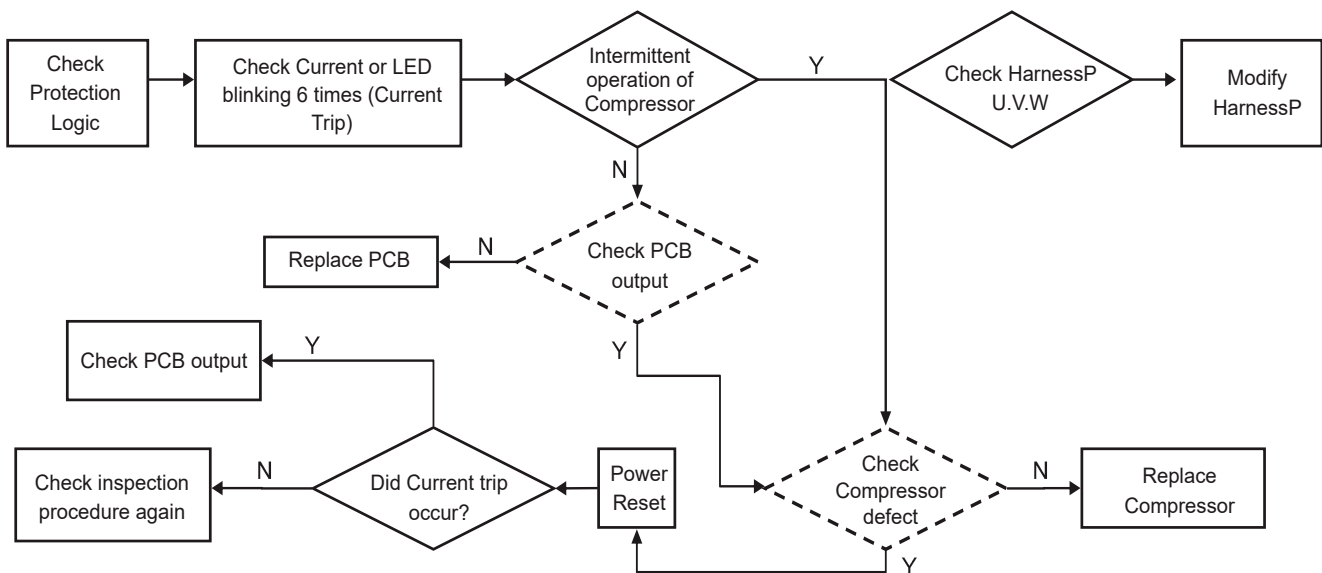 Check
Protection
Logic
Check Current or LED
blinking 6 times (Current
Trip)
Intermittent
operation of
Compressor
Y
Check HarnessP
U.V.W
Modify
HarnessP
N
Replace PCB
N
Check PCB
output
Check PCB output
Y
Y
Check inspection
procedure again
N
Did Current trip
occur?
Power
Reset
Check
Compressor
defect
N
Replace
Compressor
Y